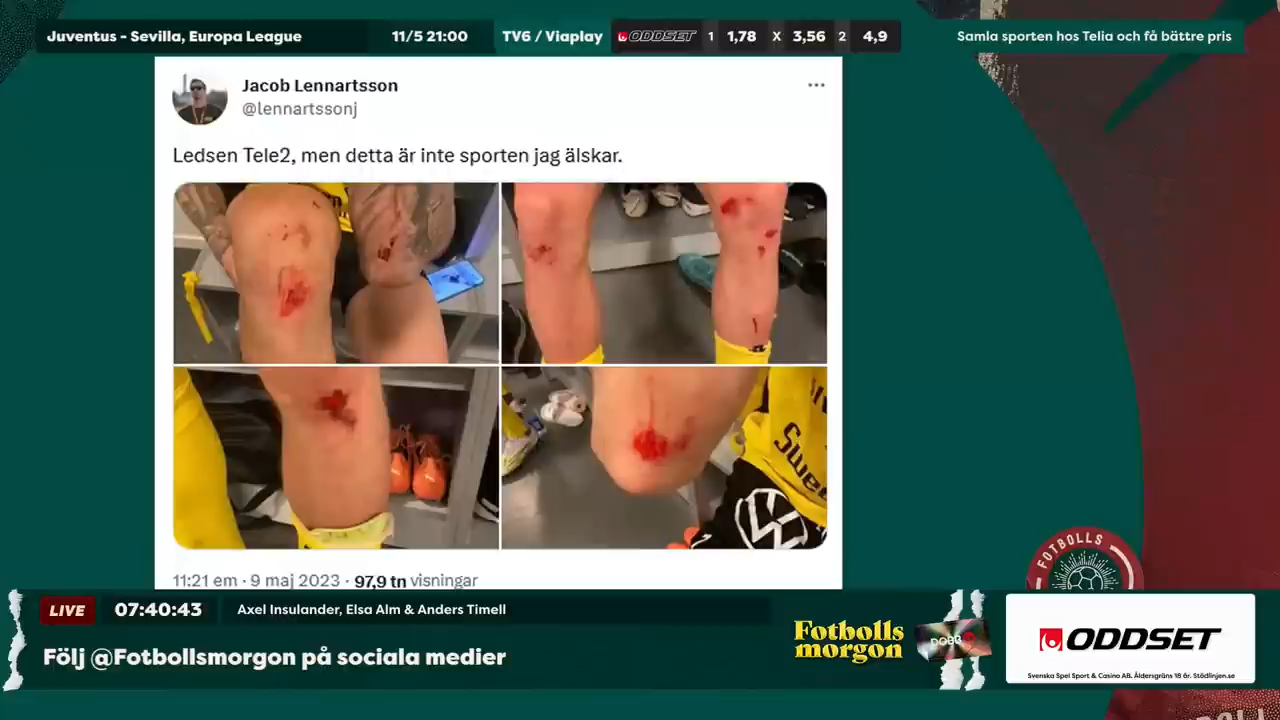 Juventus - Sevilla, Europa League 11/5 21:00 TV6 / Viaplay ODDSET 1 1,78 X 3,56 2 4,9 Samla sporten hos Telia och få bättre pris
Jacob Lennartsson
@lennartssonj
Ledsen Tele2, men detta är inte sporten jag älskar.
Swe
11:21 em · 9 maj 2023 · 97,9 tn visningar
FOTBOLLS
LIVE 07:40:43 Axel Insulander, Elsa Alm & Anders Timell
Följ @Fotbollsmorgon på sociala medier
Fotbolls
morgon
ODDSET
Svenska Spel Sport & Casino AB. Åldersgräns 18 år. Stödlinjen.se